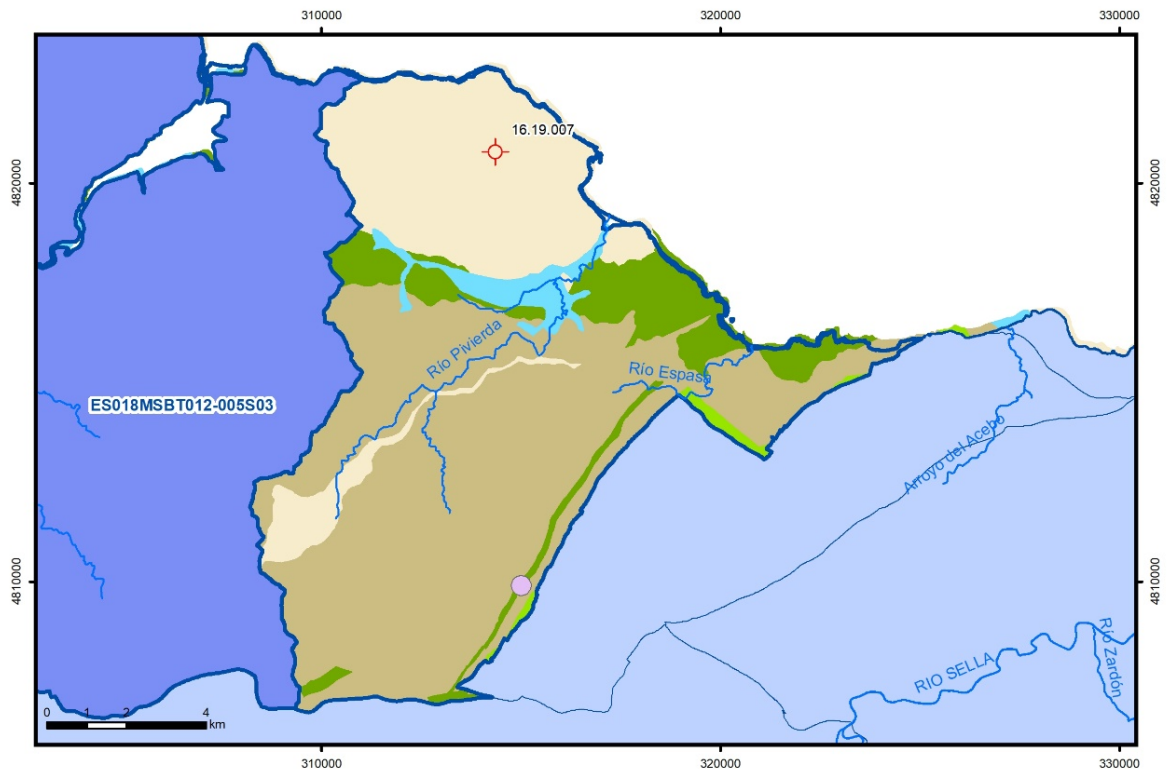 310000
320000
330000
16.19.007
4820000
4820000
Río Pivierda
Río Espasa
ES018MSBT012-005S03
Arroyo del Acebo
4810000
4810000
RIO SELLA
Río Zardón
0 1 2 4
km
310000
320000
330000